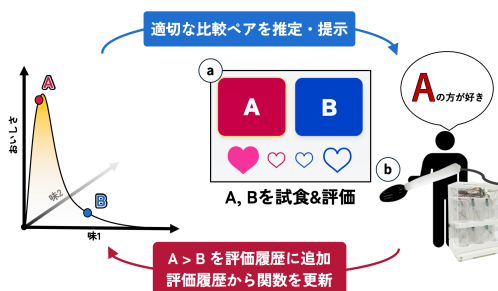 適切な比較ペアを推定・提示
a
A
B
A, Bを試食&評価
Aの方が好き
b
おいしさ
A
B
味2
味1
A > B を評価履歴に追加
評価履歴から関数を更新